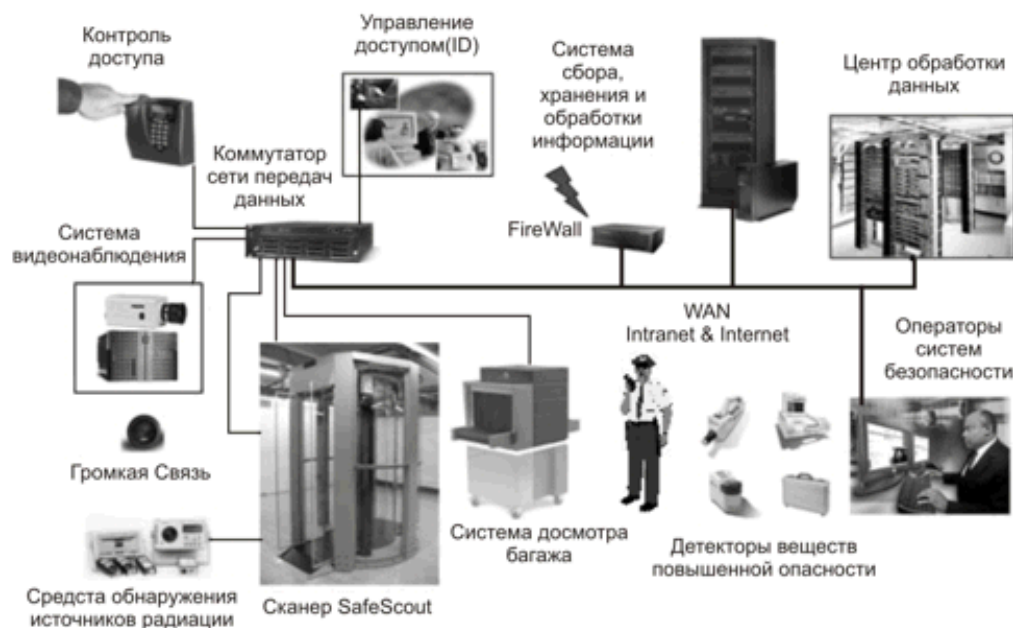 Контроль
доступа
Управление
доступом(ID)
Система
сбора,
хранения и
обработки
информации
Центр обработки
данных
Коммутатор
сети передач
данных
FireWall
Система
видеонаблюдения
WAN
Intranet & Internet
Операторы
систем
безопасности
Громкая Связь
Система досмотра
багажа
Детекторы веществ
повышенной опасности
Средста обнаружения
источников радиации
Сканер SafeScout